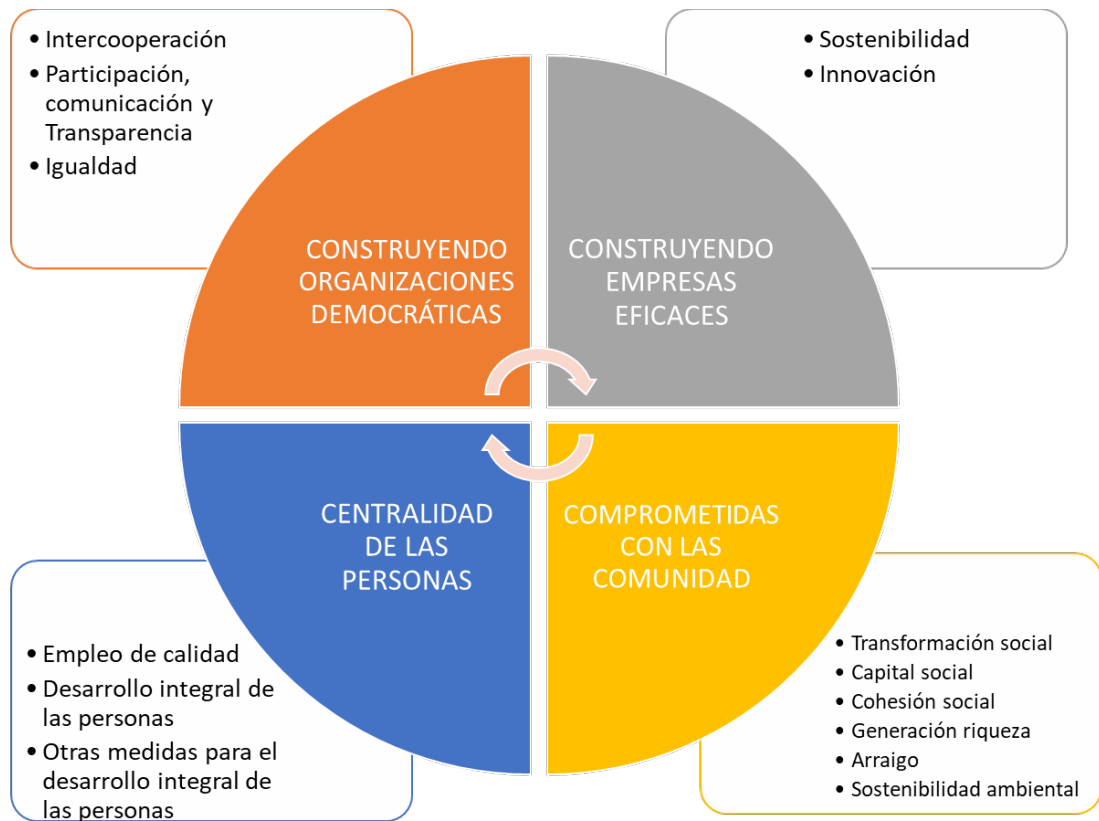 • Intercooperación
• Participación,
comunicación y
Transparencia
• Igualdad
• Sostenibilidad
• Innovación
CONSTRUYENDO
ORGANIZACIONES
DEMOCRÁTICAS
CONSTRUYENDO
EMPRESAS
EFICACES
CENTRALIDAD
DE LAS
PERSONAS
COMPROMETIDAS
CON LAS
COMUNIDAD
• Empleo de calidad
• Desarrollo integral de
las personas
• Otras medidas para el
desarrollo integral de
las personas
• Transformación social
• Capital social
• Cohesión social
• Generación riqueza
• Arraigo
• Sostenibilidad ambiental